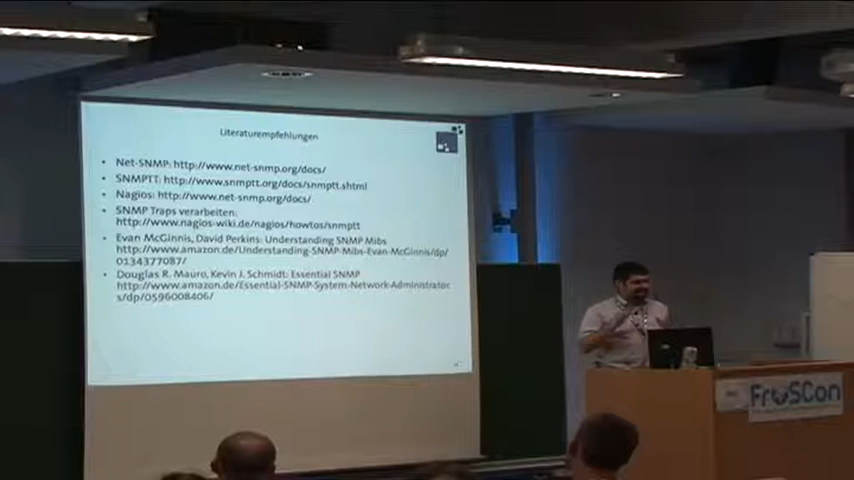 Literaturempfehlungen
• Net-SNMP: http://www.net-snmp.org/docs/
• SNMPTT: http://www.snmptt.org/docs/snmptt.shtml
• Nagios: http://www.net-snmp.org/docs/
• SNMP Traps verarbeiten:
http://www.nagios-wiki.de/nagios/howtos/snmptt
• Evan McGinnis, David Perkins: Understanding SNMP Mibs
http://www.amazon.de/Understanding-SNMP-Mibs-Evan-McGinnis/dp/
0134377087/
• Douglas R. Mauro, Kevin J. Schmidt: Essential SNMP
http://www.amazon.de/Essential-SNMP-System-Network-Administrator
s/dp/0596008406/
FrOSCon